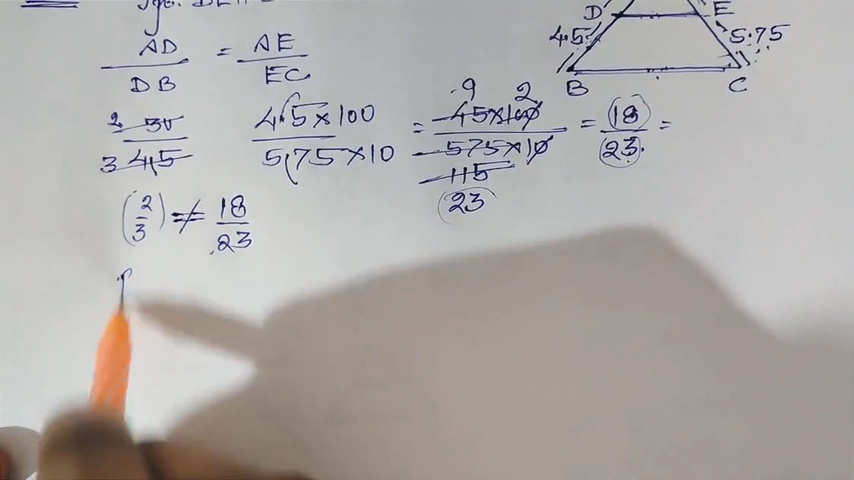 D E
4.5 5.75
B C
AD / DB = AE / EC
2 30 / 3 45
4.5×100 / 5.75×10 = 9 2 45×100 / 575×10 115 23 = 18 / 23 =
(2/3) ≠ 18/23